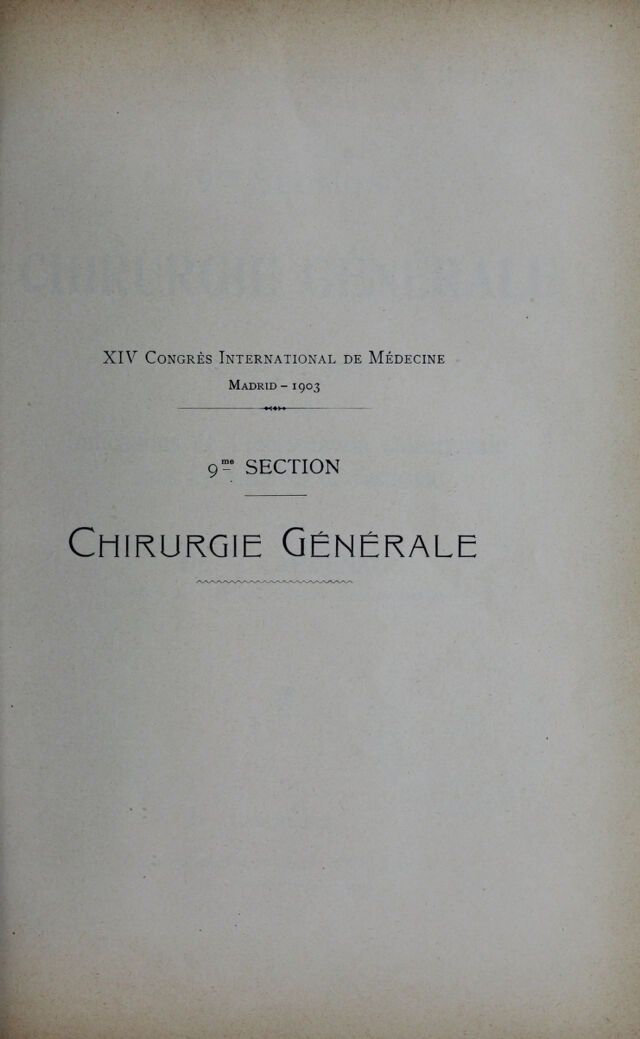 XIV Congrès International de Médecine
Madrid – 1903
9me SECTION
Chirurgie Générale